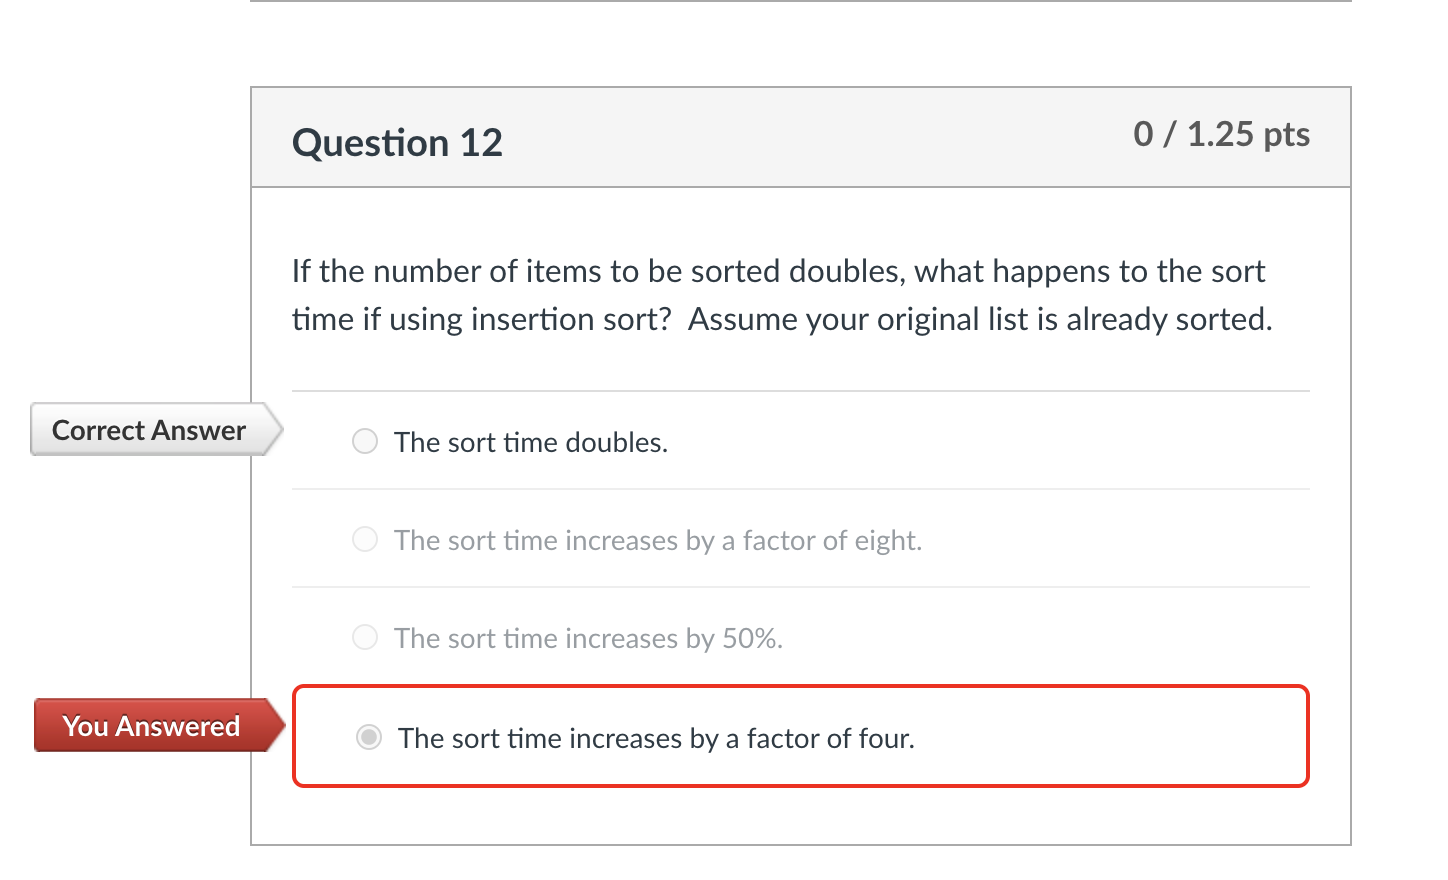 Question 12
0 / 1.25 pts
If the number of items to be sorted doubles, what happens to the sort
time if using insertion sort?  Assume your original list is already sorted.
Correct Answer
The sort time doubles.
The sort time increases by a factor of eight.
The sort time increases by 50%.
You Answered
The sort time increases by a factor of four.